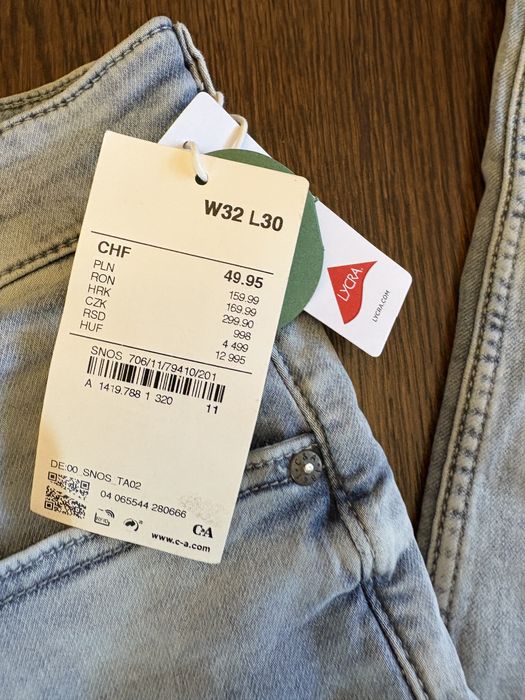 W32 L30
CHF 49.95
PLN 159.99
RON 169.99
HRK 299.90
CZK 998
RSD 4 499
HUF 12 995
SNOS 706/11/79410/201
A 1419.788 1 320 11
DE:00_SNOS_TA02
04 065544 280666
C&A
www.c-a.com
LYCRA
LYCRA.COM